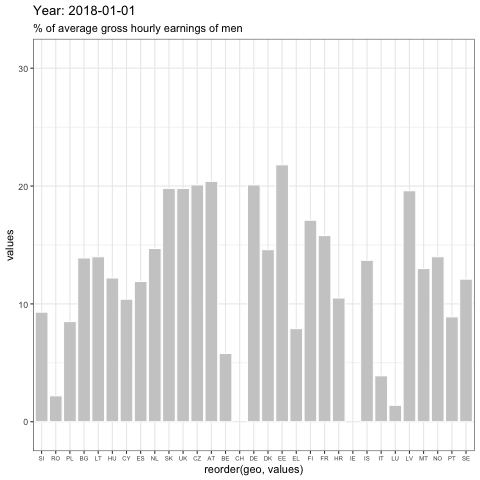 Year: 2018-01-01
% of average gross hourly earnings of men
30
20
10
0
values
SI RO PL BG LT HU CY ES NL SK UK CZ AT BE CH DE DK EE EL FI FR HR IE IS IT LU LV MT NO PT SE
reorder(geo, values)